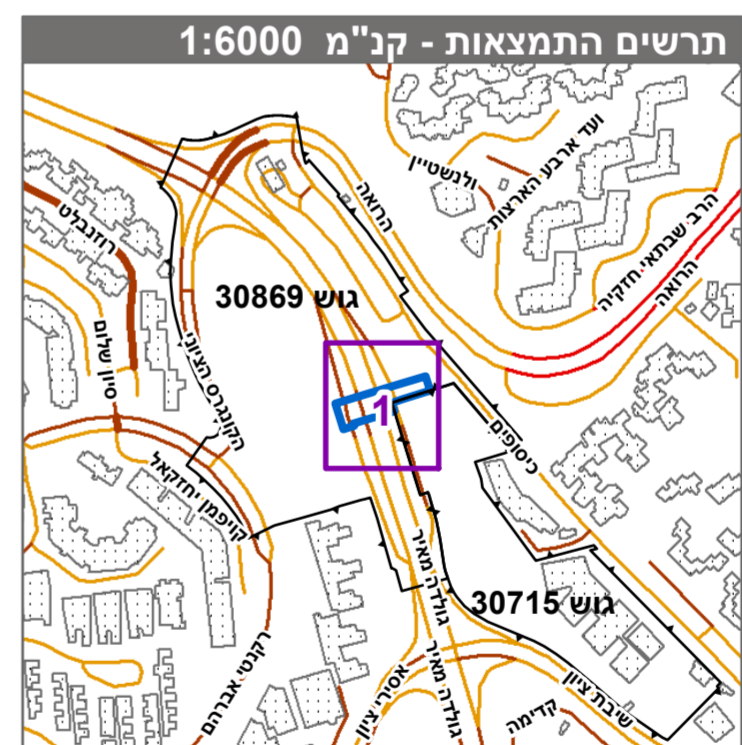 תרשים התמצאות - קנ"מ 1:6000
ולנשטיין
ועד ארבע הארצות
הרואה
רוזנבלט
הרב שבתאי חזקיה
הרואה
גוש 30869
שלום ויוסף
הקונגרס הציוני
1
כיסופים
קויפמן יחזקאל
גולדה מאיר
גוש 30715
רקנטי אברהם
אסירי ציון
גולדה מאיר
שיבת ציון
קדימה